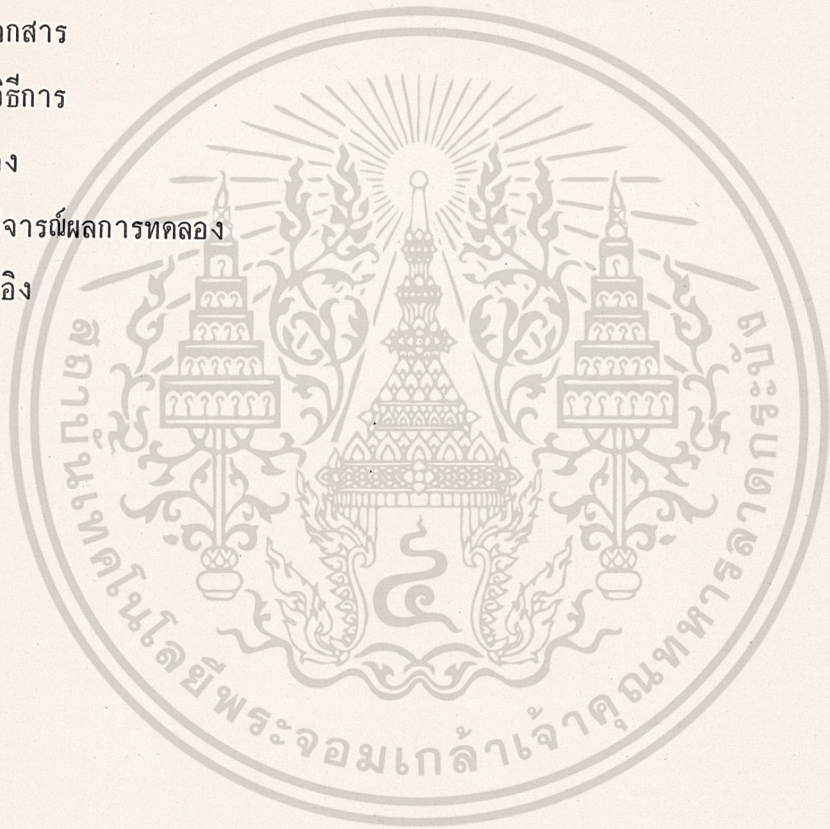 กสาร
วิธีการ
ง
จารณ์ผลการทดลอง
อิง
สถาบันเทคโนโลยีพระจอมเกล้าเจ้าคุณทหารลาดกระบัง
๔